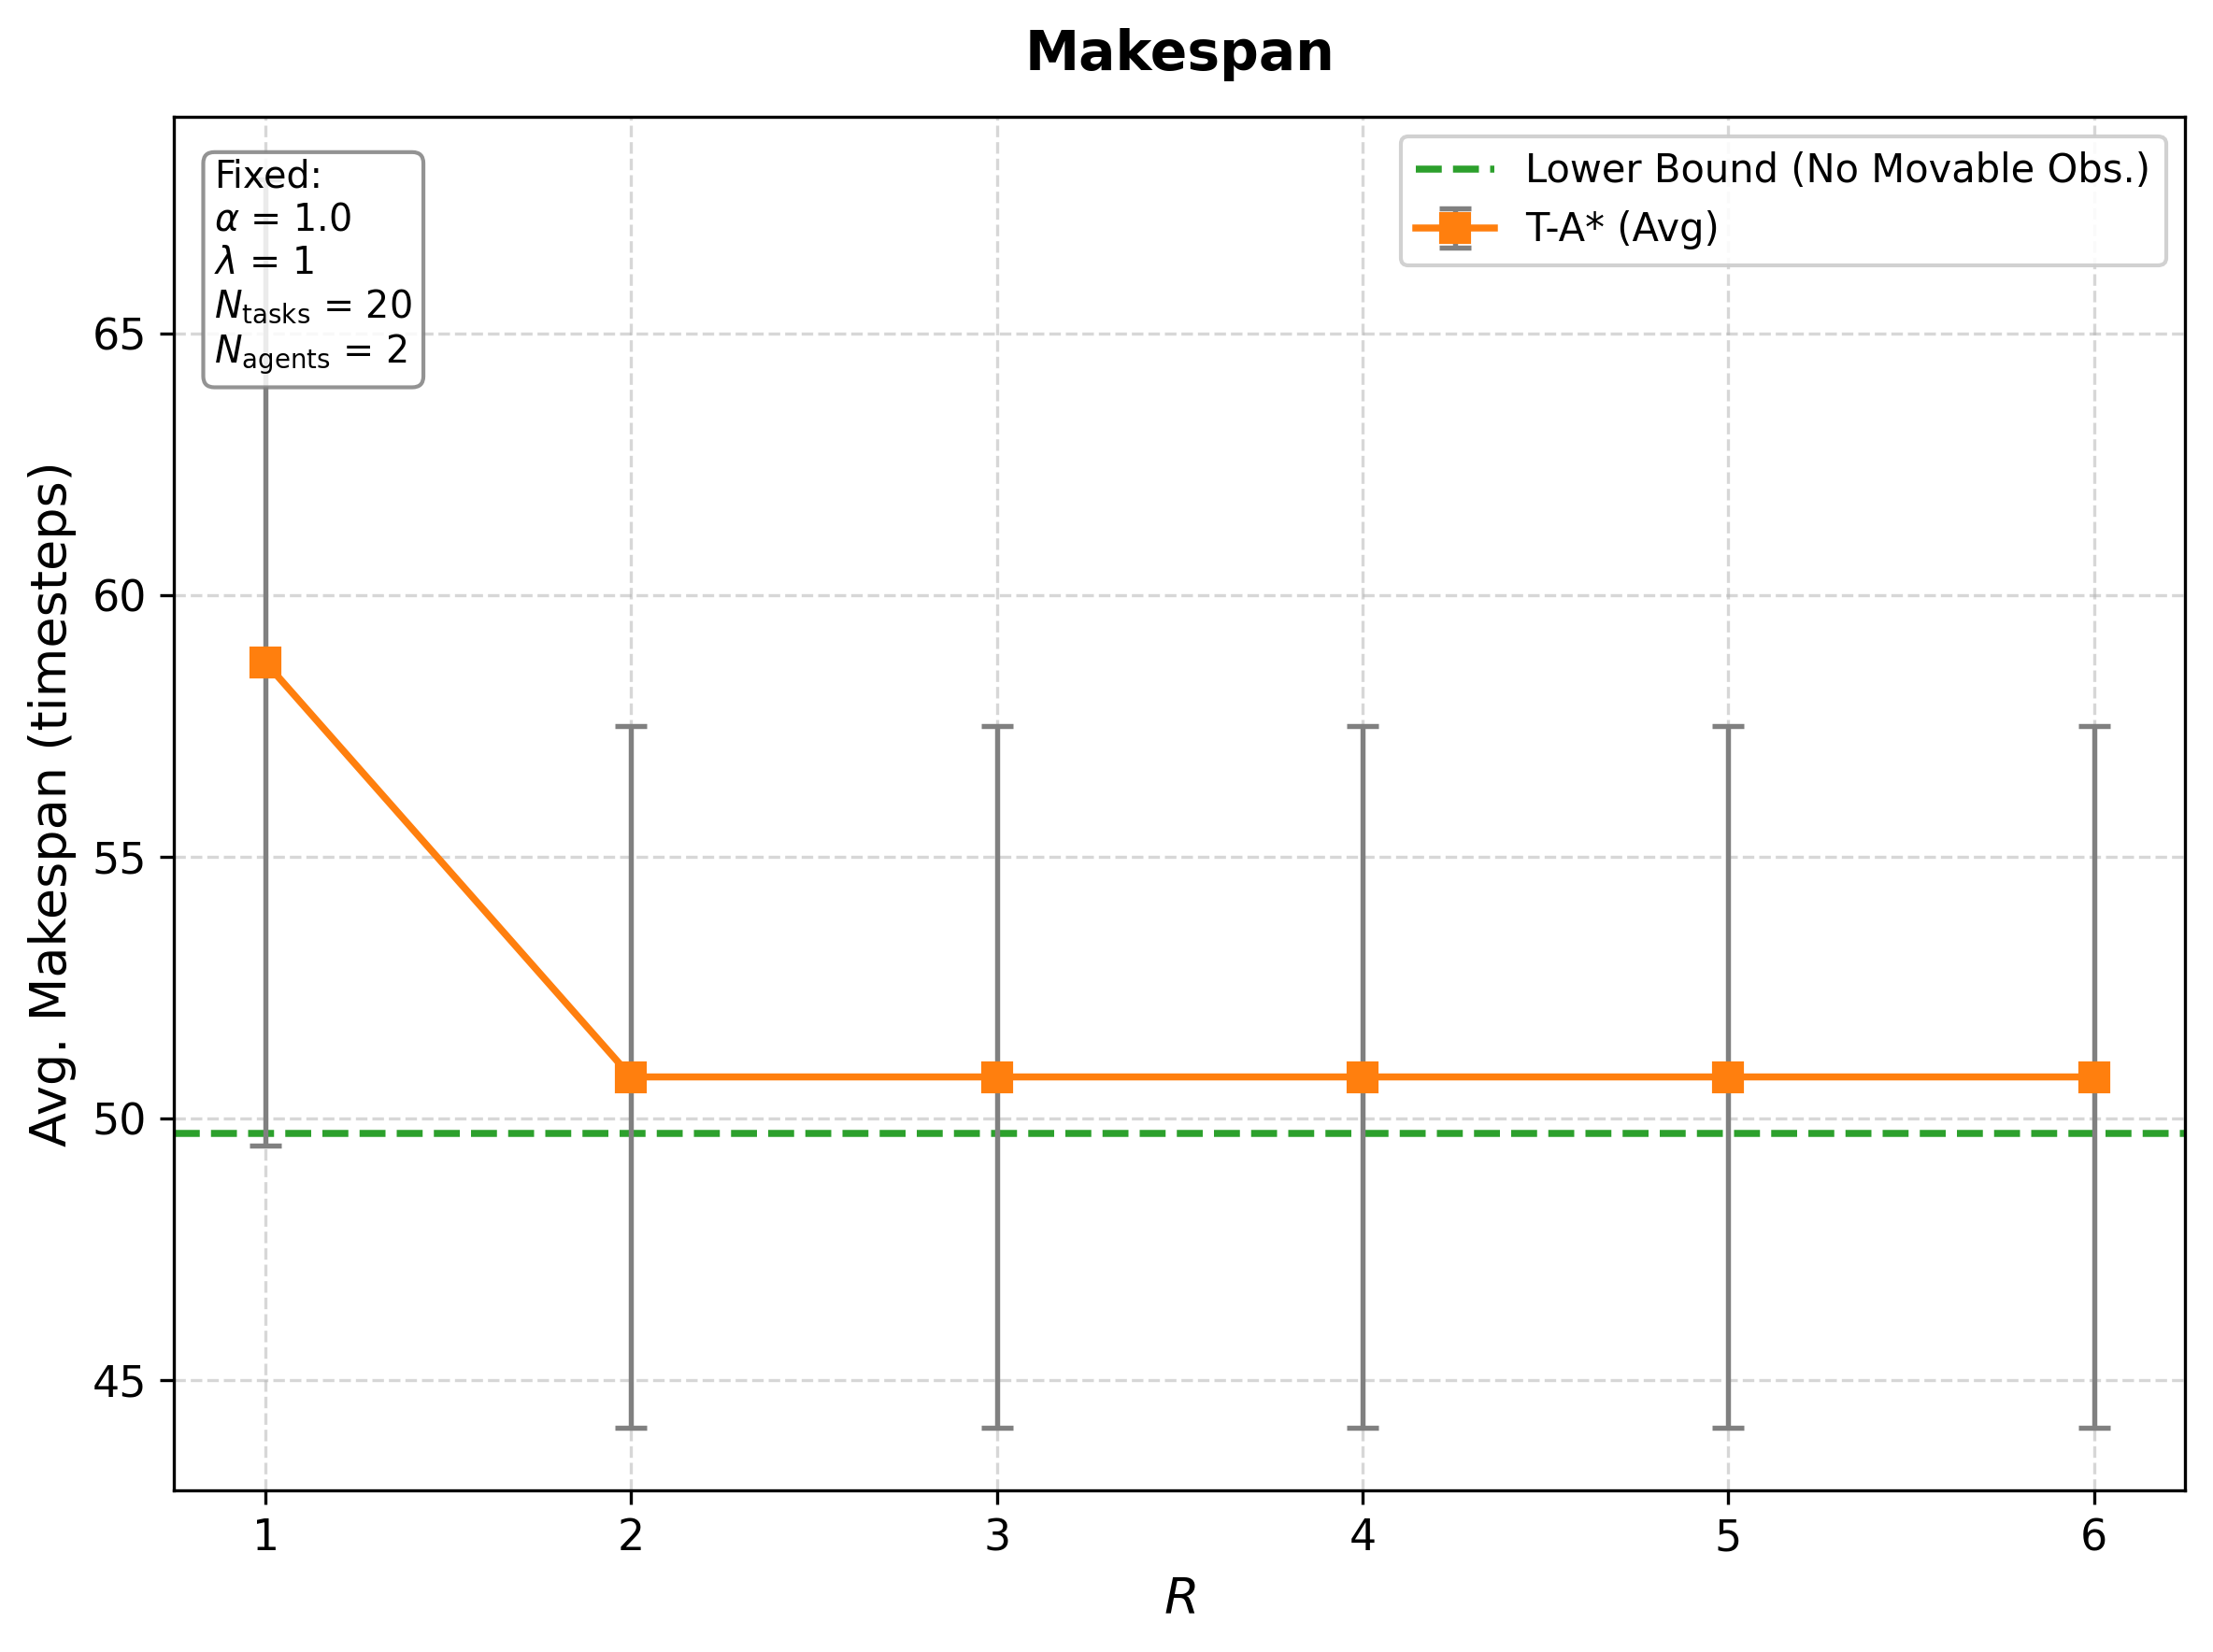 Makespan
Fixed:
α = 1.0
λ = 1
N_tasks = 20
N_agents = 2
Lower Bound (No Movable Obs.)
T-A* (Avg)
Avg. Makespan (timesteps)
65
60
55
50
45
1 2 3 4 5 6
R